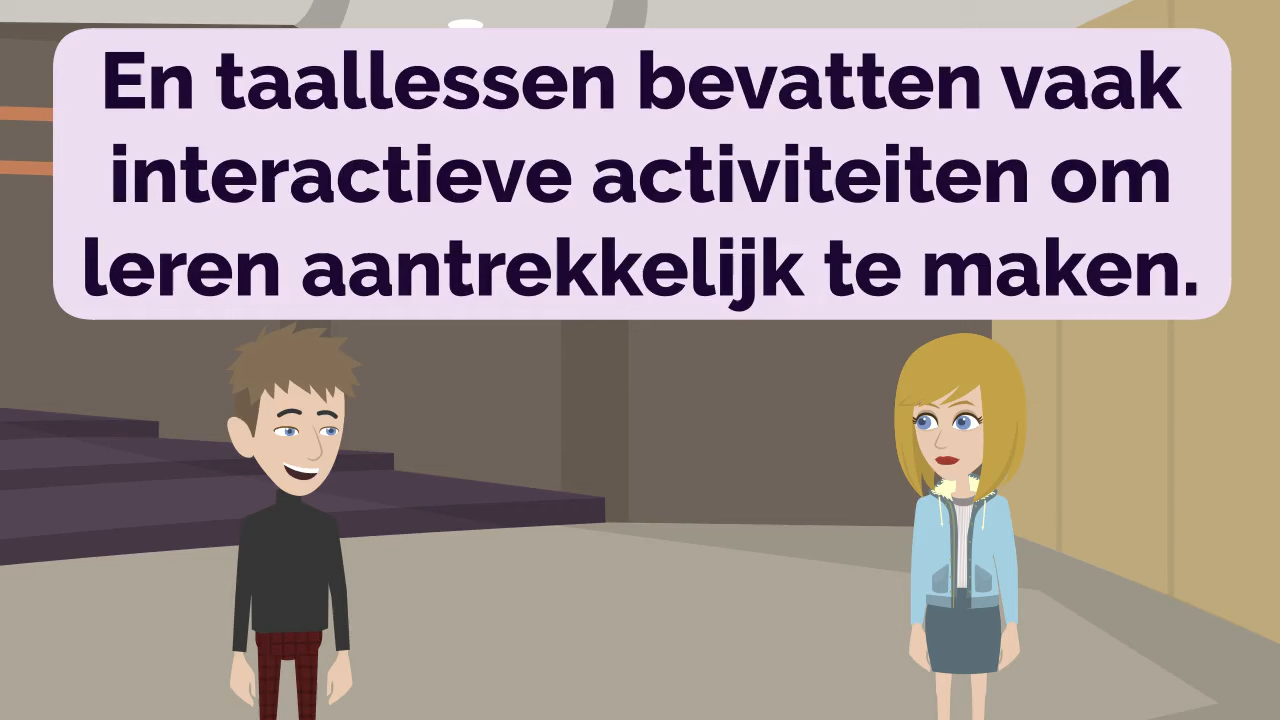 En taallessen bevatten vaak
interactieve activiteiten om
leren aantrekkelijk te maken.